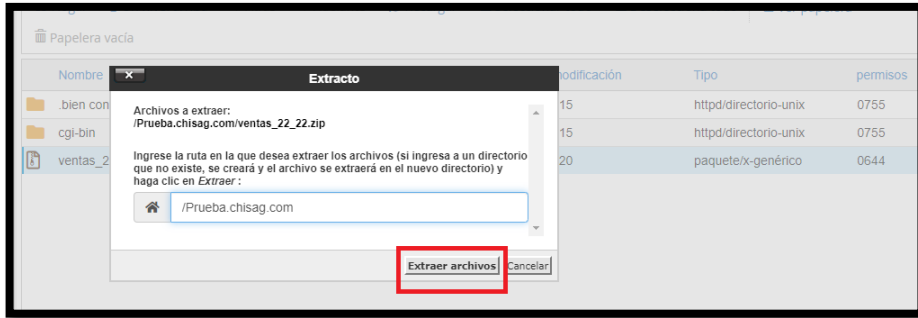 Papelera vacía
Nombre
modificación
Tipo
permisos
Extracto
.bien con
15
httpd/directorio-unix
0755
Archivos a extraer:
/Prueba.chisag.com/ventas_22_22.zip
cgi-bin
15
httpd/directorio-unix
0755
ventas_2
20
paquete/x-genérico
0644
Ingrese la ruta en la que desea extraer los archivos (si ingresa a un directorio
que no existe, se creará y el archivo se extraerá en el nuevo directorio) y
haga clic en Extraer :
/Prueba.chisag.com
Extraer archivos
Cancelar